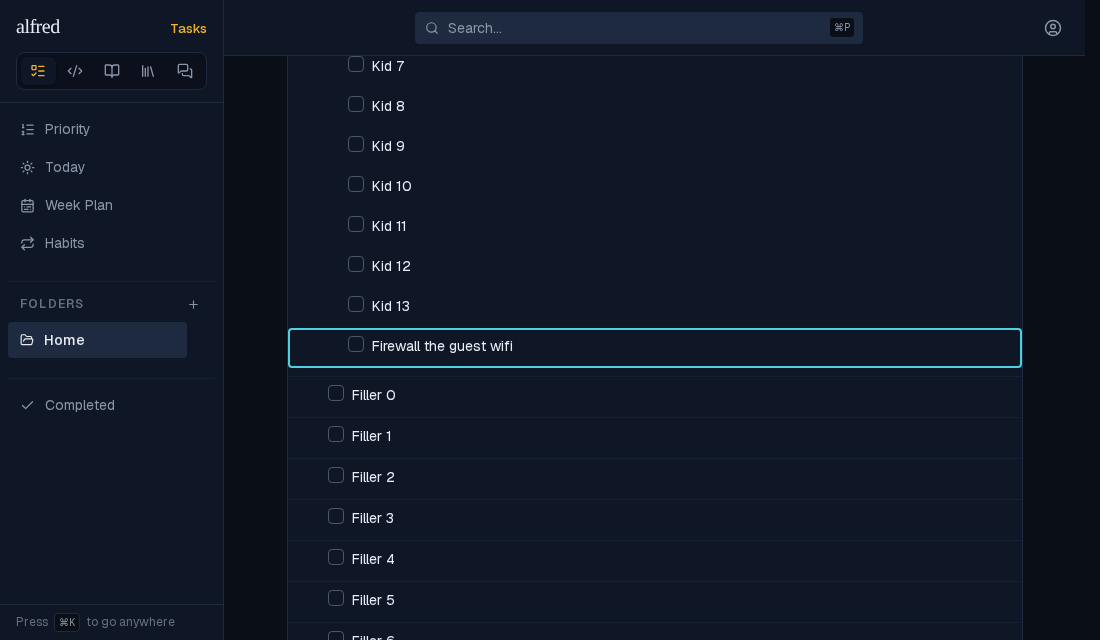 alfred
Tasks
Search...
⌘P
Priority
Today
Week Plan
Habits
FOLDERS
Home
Completed
Press ⌘K to go anywhere
Kid 7
Kid 8
Kid 9
Kid 10
Kid 11
Kid 12
Kid 13
Firewall the guest wifi
Filler 0
Filler 1
Filler 2
Filler 3
Filler 4
Filler 5
Filler 6